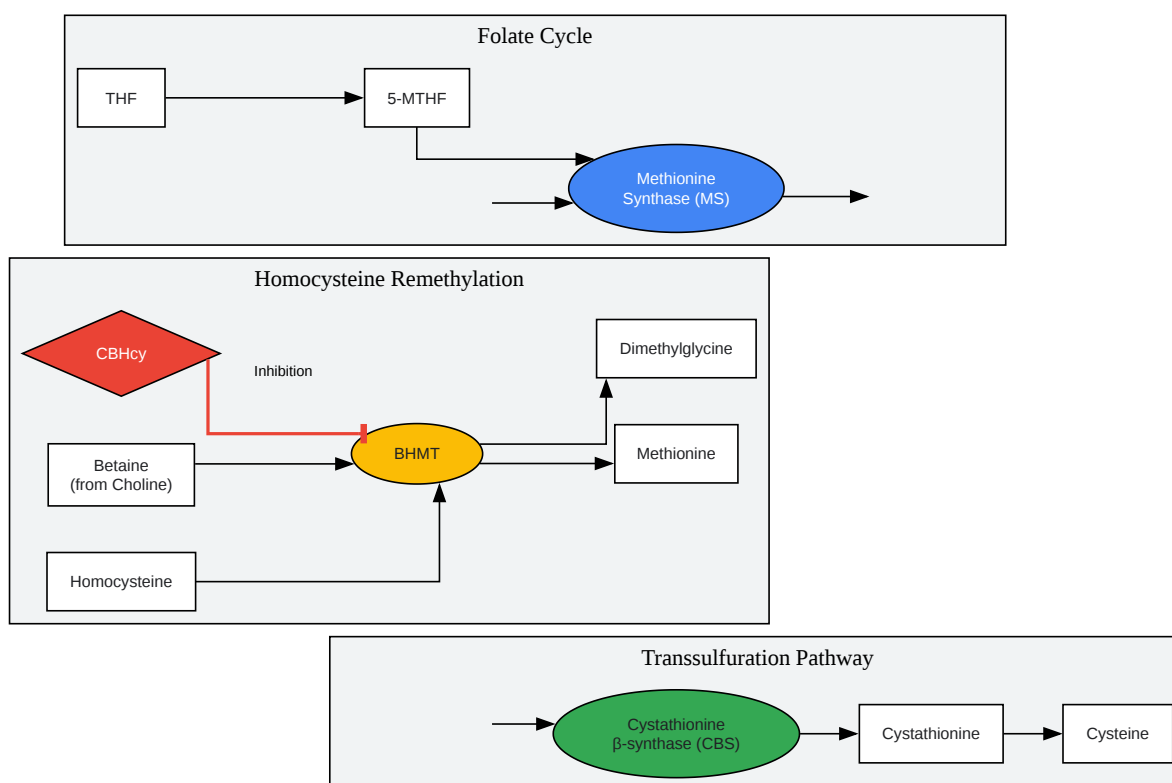 Folate Cycle
THF
5-MTHF
Methionine
Synthase (MS)
Homocysteine Remethylation
CBHcy
Inhibition
Dimethylglycine
BHMT
Methionine
Betaine
(from Choline)
Homocysteine
Transsulfuration Pathway
Cystathionine
β-synthase (CBS)
Cystathionine
Cysteine